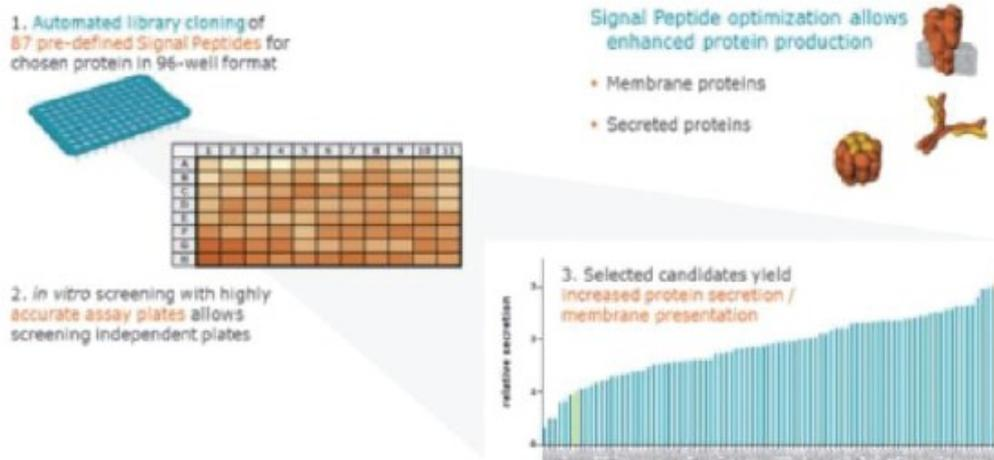 1. Automated library cloning of
87 pre-defined Signal Peptides for
chosen protein in 96-well format
Signal Peptide optimization allows
enhanced protein production
• Membrane proteins
• Secreted proteins
1 2 3 4 5 6 7 8 9 10 11
A
B
C
D
E
F
G
H
2. in vitro screening with highly
accurate assay plates allows
screening independent plates
3. Selected candidates yield
increased protein secretion /
membrane presentation
relative secretion